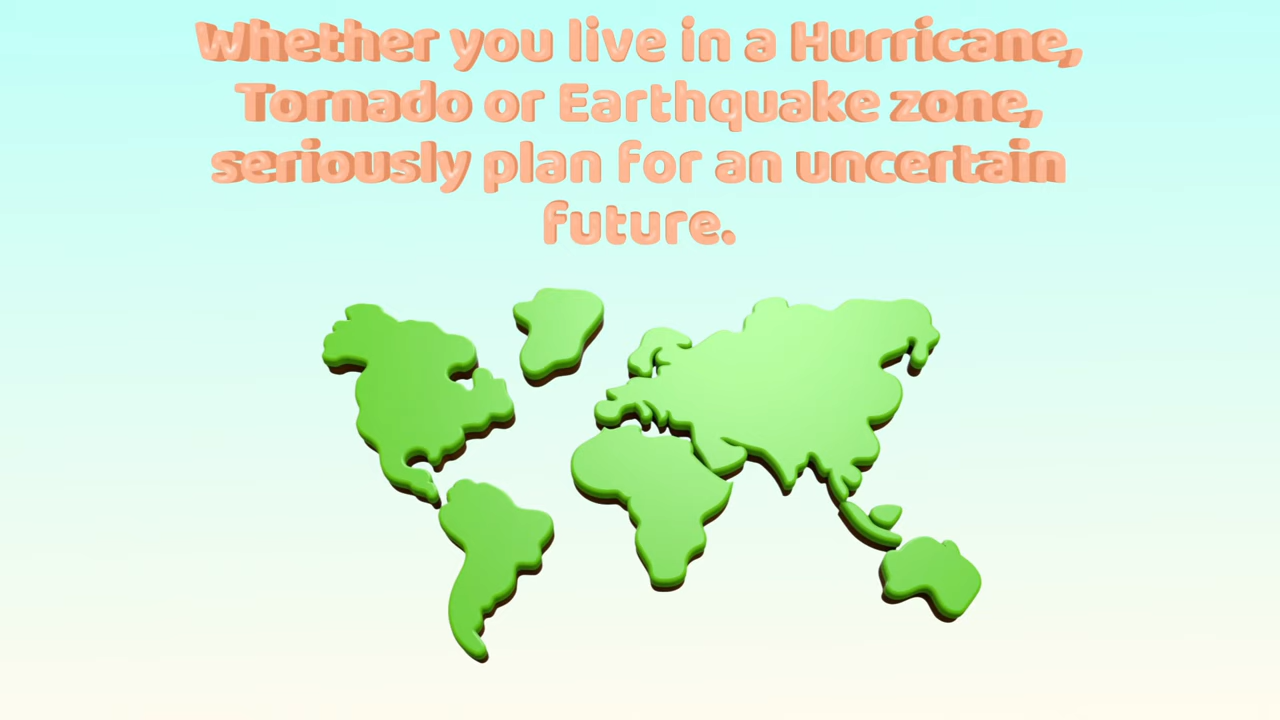 Whether you live in a Hurricane,
Tornado or Earthquake zone,
seriously plan for an uncertain
future.